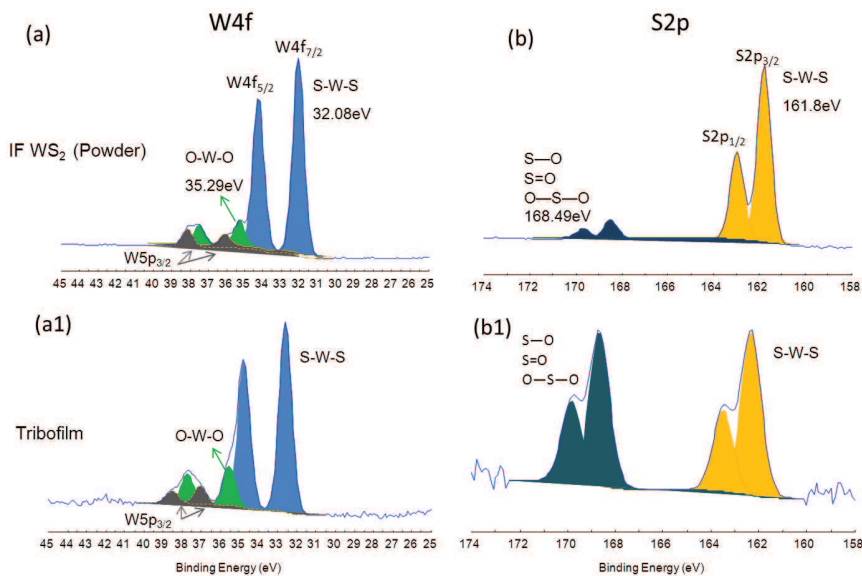 W4f
S2p
(a)
W4f7/2
W4f5/2
S-W-S
32.08eV
IF WS2 (Powder)
O-W-O
35.29eV
W5p3/2
45 44 43 42 41 40 39 38 37 36 35 34 33 32 31 30 29 28 27 26 25
(b)
S2p3/2
S-W-S
161.8eV
S2p1/2
S—O
S=O
O—S—O
168.49eV
174 172 170 168 166 164 162 160 158
(a1)
S-W-S
O-W-O
Tribofilm
W5p3/2
45 44 43 42 41 40 39 38 37 36 35 34 33 32 31 30 29 28 27 26 25
Binding Energy (eV)
(b1)
S—O
S=O
O—S—O
S-W-S
174 172 170 168 166 164 162 160 158
Binding Energy (eV)